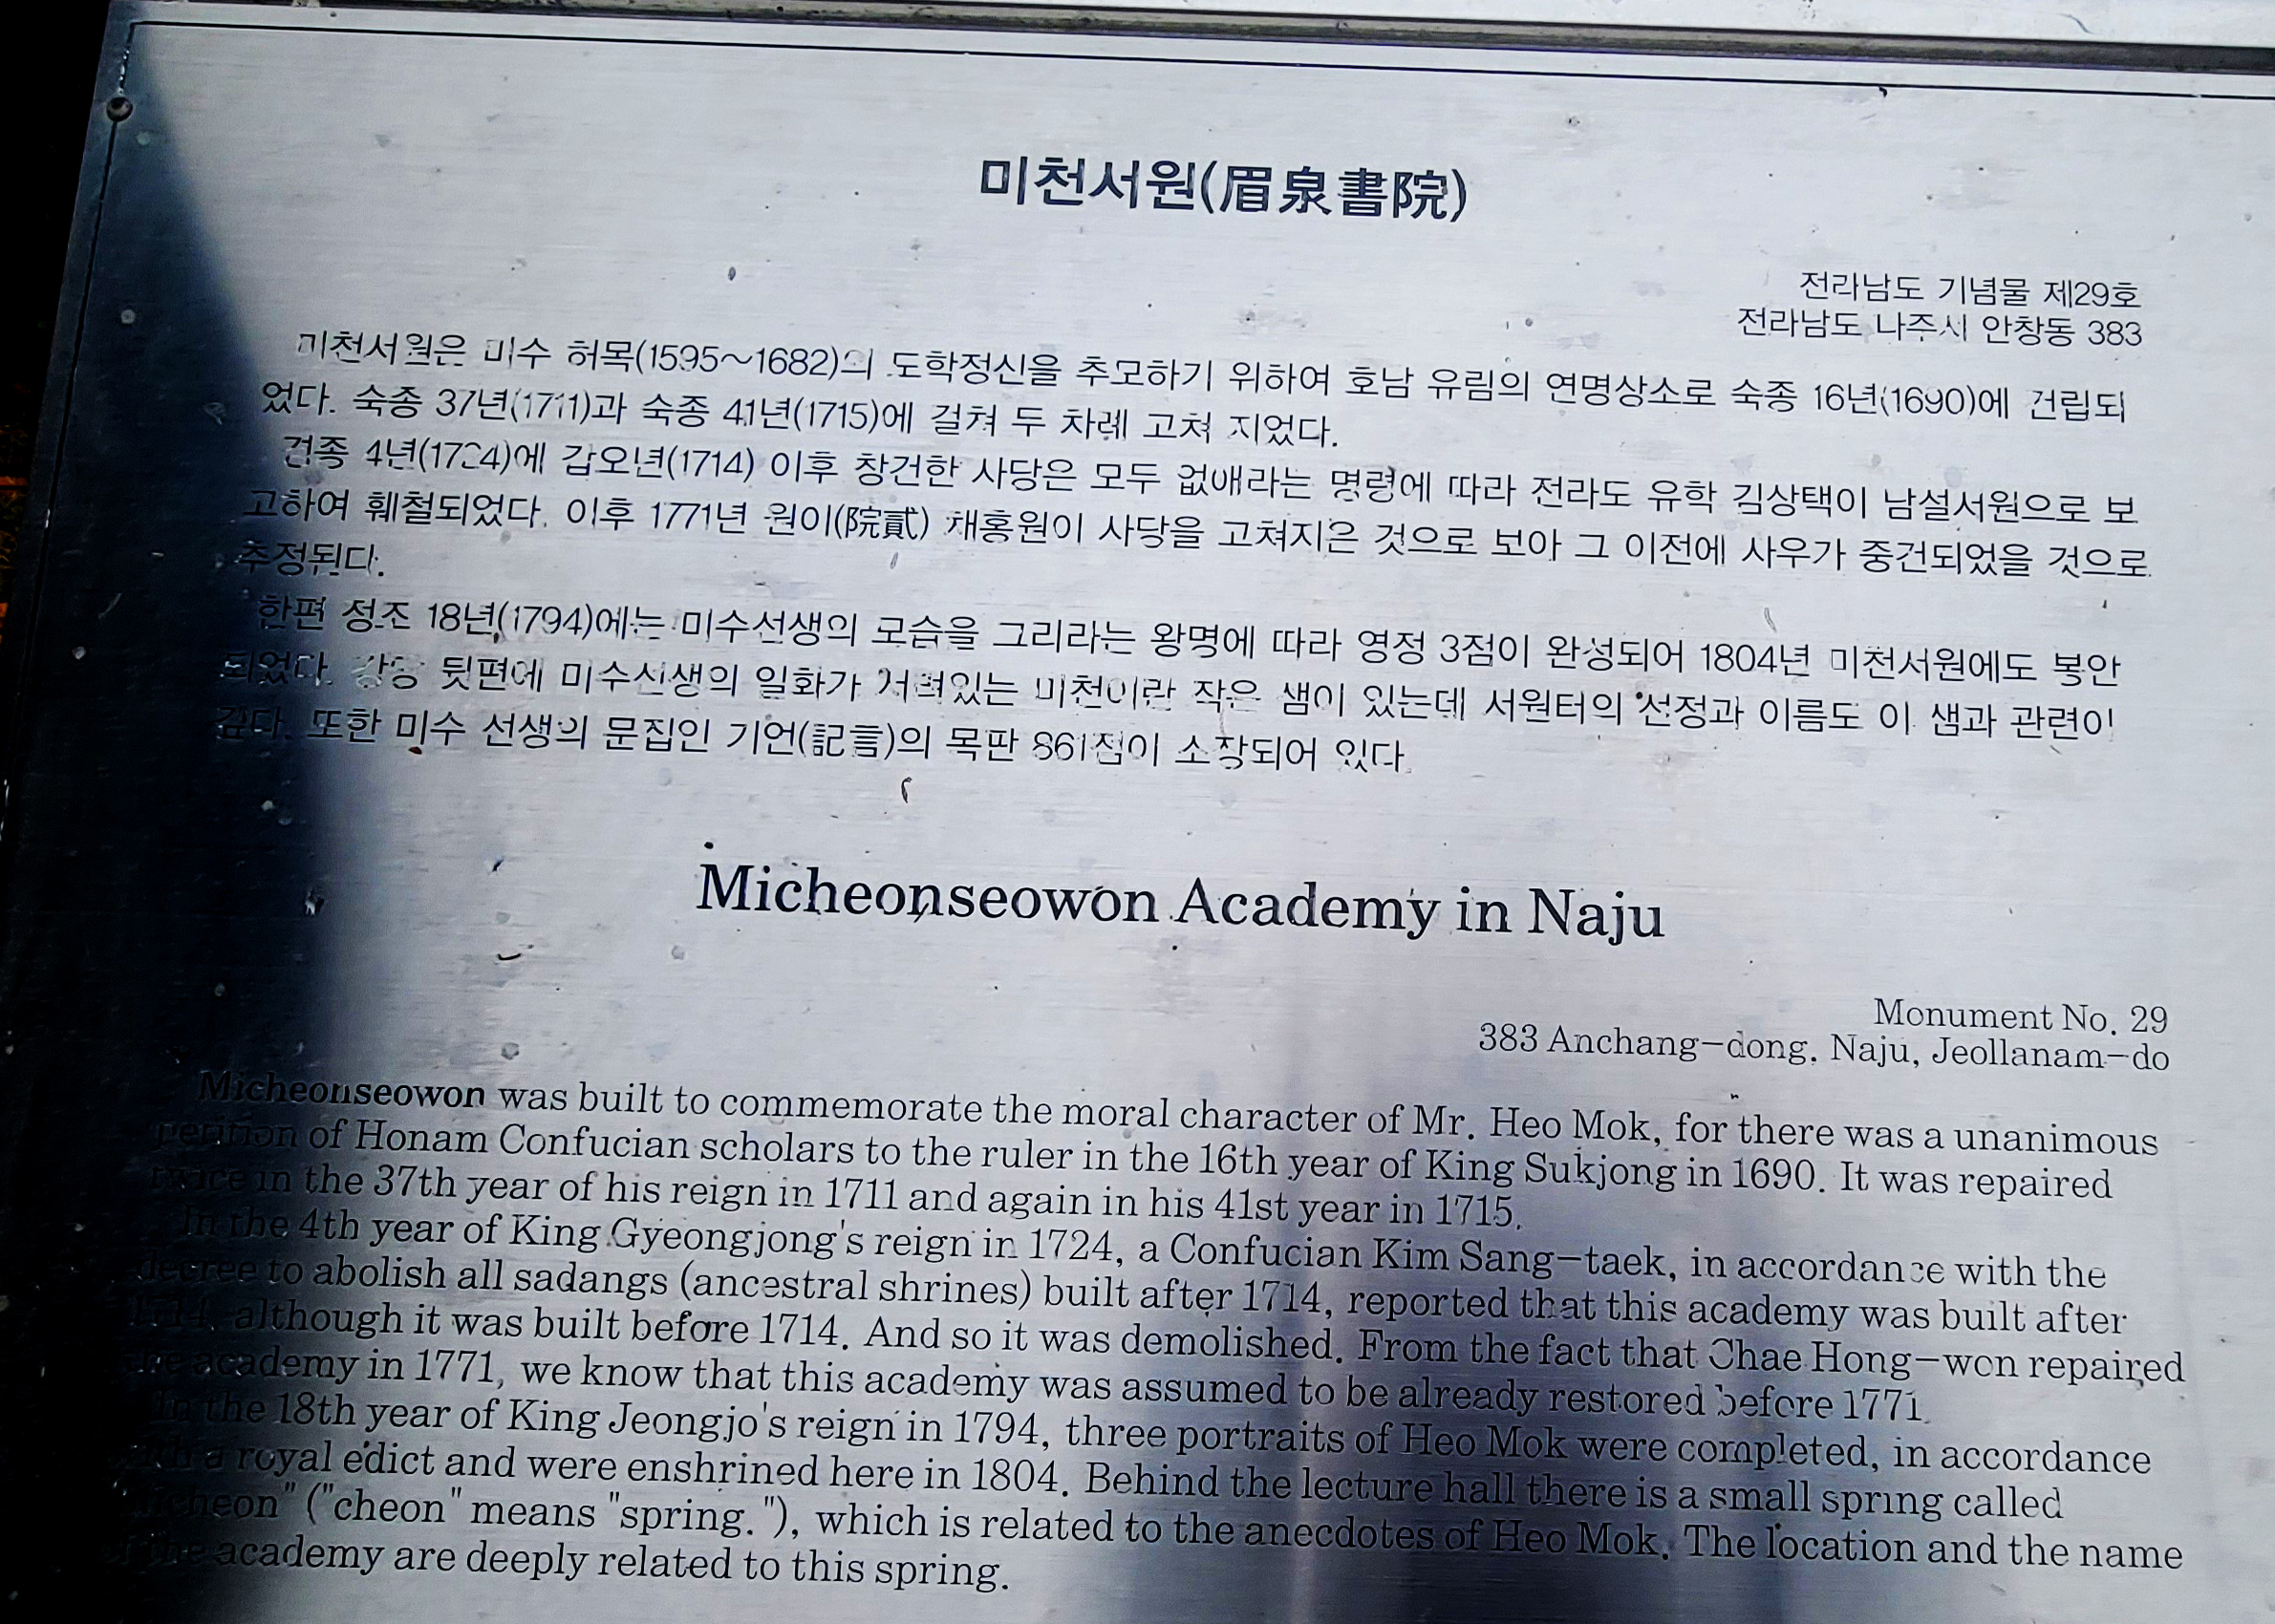 미천서원(眉泉書院)
전라남도 기념물 제29호
전라남도 나주시 안창동 383
미천서원은 미수 허목(1595~1682)의 도학정신을 추모하기 위하여 호남 유림의 연명상소로 숙종 16년(1690)에 건립되
었다. 숙종 37년(1711)과 숙종 41년(1715)에 걸쳐 두 차례 고쳐 지었다.
경종 4년(1724)에 갑오년(1714) 이후 창건한 사당은 모두 없애라는 명령에 따라 전라도 유학 김상택이 남설서원으로 보
고하여 훼철되었다. 이후 1771년 원이(院貳) 채홍원이 사당을 고쳐지은 것으로 보아 그 이전에 사우가 중건되었을 것으로
추정된다.
한편 정조 18년(1794)에는 미수선생의 모습을 그리라는 왕명에 따라 영정 3점이 완성되어 1804년 미천서원에도 봉안
되었다. 강당 뒷편에 미수선생의 일화가 서려있는 미천이란 작은 샘이 있는데 서원터의 선정과 이름도 이 샘과 관련이
깊다. 또한 미수 선생의 문집인 기언(記言)의 목판 861점이 소장되어 있다.
Micheonseowon Academy in Naju
Monument No. 29
383 Anchang-dong, Naju, Jeollanam-do
Micheonseowon was built to commemorate the moral character of Mr. Heo Mok, for there was a unanimous
petition of Honam Confucian scholars to the ruler in the 16th year of King Sukjong in 1690. It was repaired
twice in the 37th year of his reign in 1711 and again in his 41st year in 1715.
In the 4th year of King Gyeongjong's reign in 1724, a Confucian Kim Sang-taek, in accordance with the
decree to abolish all sadangs (ancestral shrines) built after 1714, reported that this academy was built after
1714, although it was built before 1714. And so it was demolished. From the fact that Chae Hong-won repaired
the academy in 1771, we know that this academy was assumed to be already restored before 1771.
In the 18th year of King Jeongjo's reign in 1794, three portraits of Heo Mok were completed, in accordance
with a royal edict and were enshrined here in 1804. Behind the lecture hall there is a small spring called
"Micheon" ("cheon" means "spring."), which is related to the anecdotes of Heo Mok. The location and the name
of the academy are deeply related to this spring.